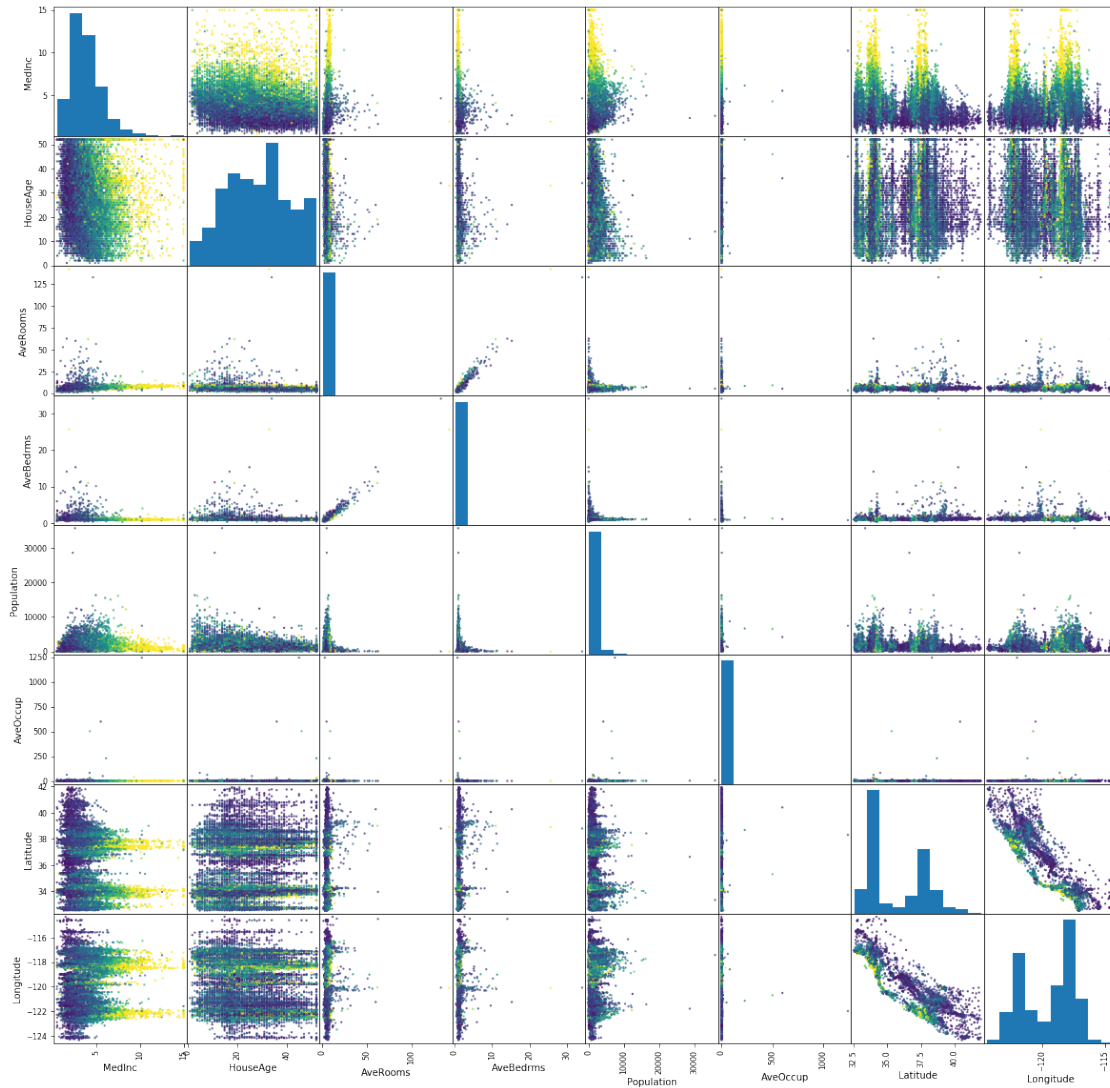 MedInc
15
10
5
HouseAge
50
40
30
20
10
0
AveRooms
125
100
75
50
25
0
AveBedrms
30
20
10
0
Population
30000
20000
10000
0
AveOccup
1250
1000
750
500
250
0
Latitude
42
40
38
36
34
Longitude
−116
−118
−120
−122
−124
5 10 15
MedInc
20 40
HouseAge
0 50 100
AveRooms
0 10 20 30
AveBedrms
0 10000 20000 30000
Population
0 500 1000
AveOccup
32.5 35.0 37.5 40.0
Latitude
−120 −115
Longitude